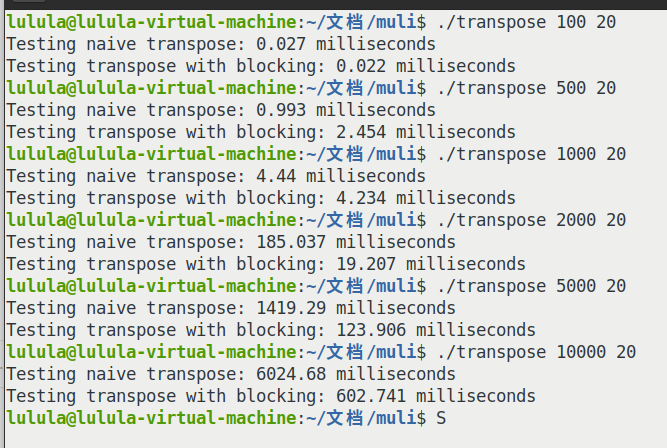 lulula@lulula-virtual-machine:~/文档/muli$ ./transpose 100 20
Testing naive transpose: 0.027 milliseconds
Testing transpose with blocking: 0.022 milliseconds
lulula@lulula-virtual-machine:~/文档/muli$ ./transpose 500 20
Testing naive transpose: 0.993 milliseconds
Testing transpose with blocking: 2.454 milliseconds
lulula@lulula-virtual-machine:~/文档/muli$ ./transpose 1000 20
Testing naive transpose: 4.44 milliseconds
Testing transpose with blocking: 4.234 milliseconds
lulula@lulula-virtual-machine:~/文档/muli$ ./transpose 2000 20
Testing naive transpose: 185.037 milliseconds
Testing transpose with blocking: 19.207 milliseconds
lulula@lulula-virtual-machine:~/文档/muli$ ./transpose 5000 20
Testing naive transpose: 1419.29 milliseconds
Testing transpose with blocking: 123.906 milliseconds
lulula@lulula-virtual-machine:~/文档/muli$ ./transpose 10000 20
Testing naive transpose: 6024.68 milliseconds
Testing transpose with blocking: 602.741 milliseconds
lulula@lulula-virtual-machine:~/文档/muli$ S